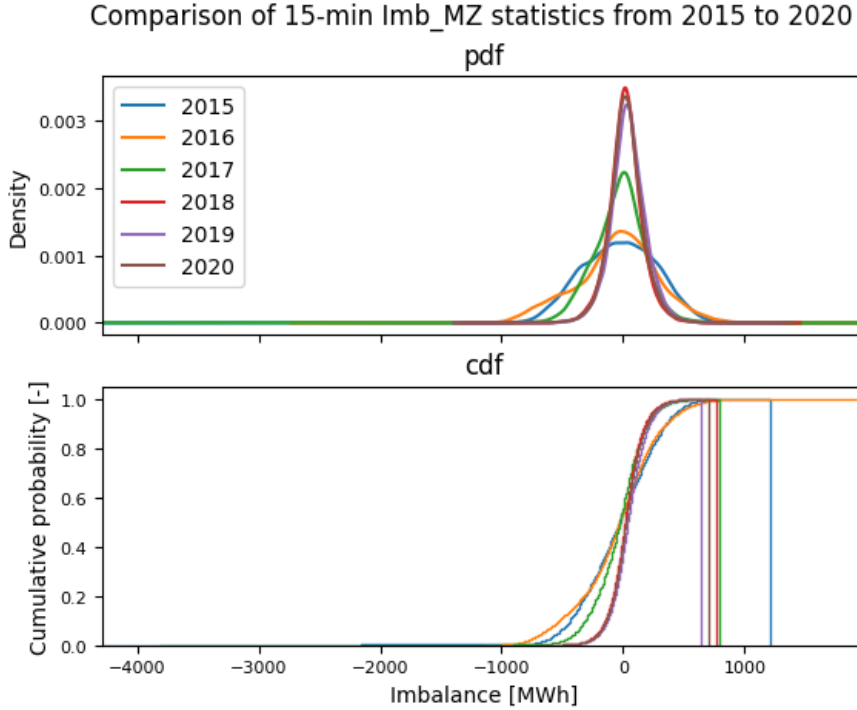 Comparison of 15-min Imb_MZ statistics from 2015 to 2020
pdf
0.003
0.002
0.001
0.000
Density
2015
2016
2017
2018
2019
2020
cdf
1.0
0.8
0.6
0.4
0.2
0.0
Cumulative probability [-]
−4000 −3000 −2000 −1000 0 1000
Imbalance [MWh]